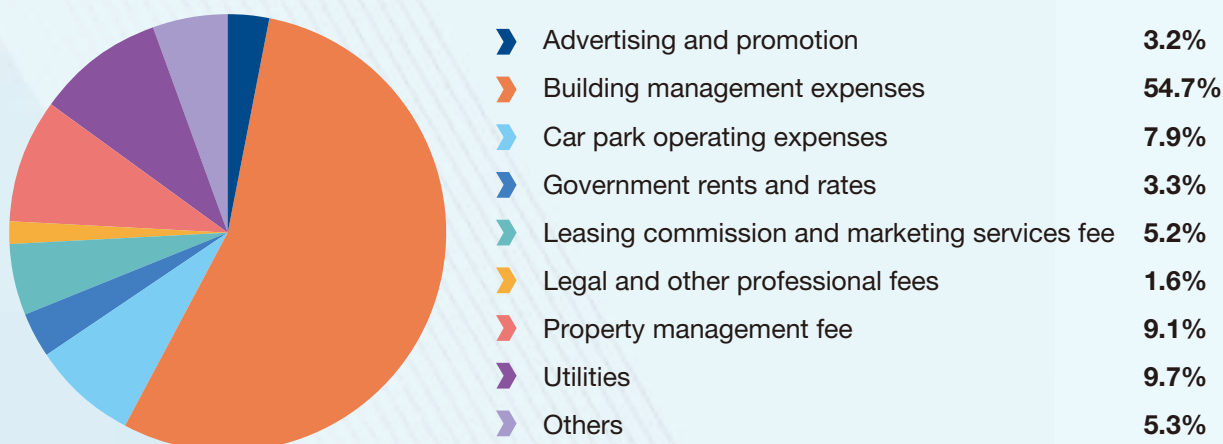 Advertising and promotion 3.2%
Building management expenses 54.7%
Car park operating expenses 7.9%
Government rents and rates 3.3%
Leasing commission and marketing services fee 5.2%
Legal and other professional fees 1.6%
Property management fee 9.1%
Utilities 9.7%
Others 5.3%